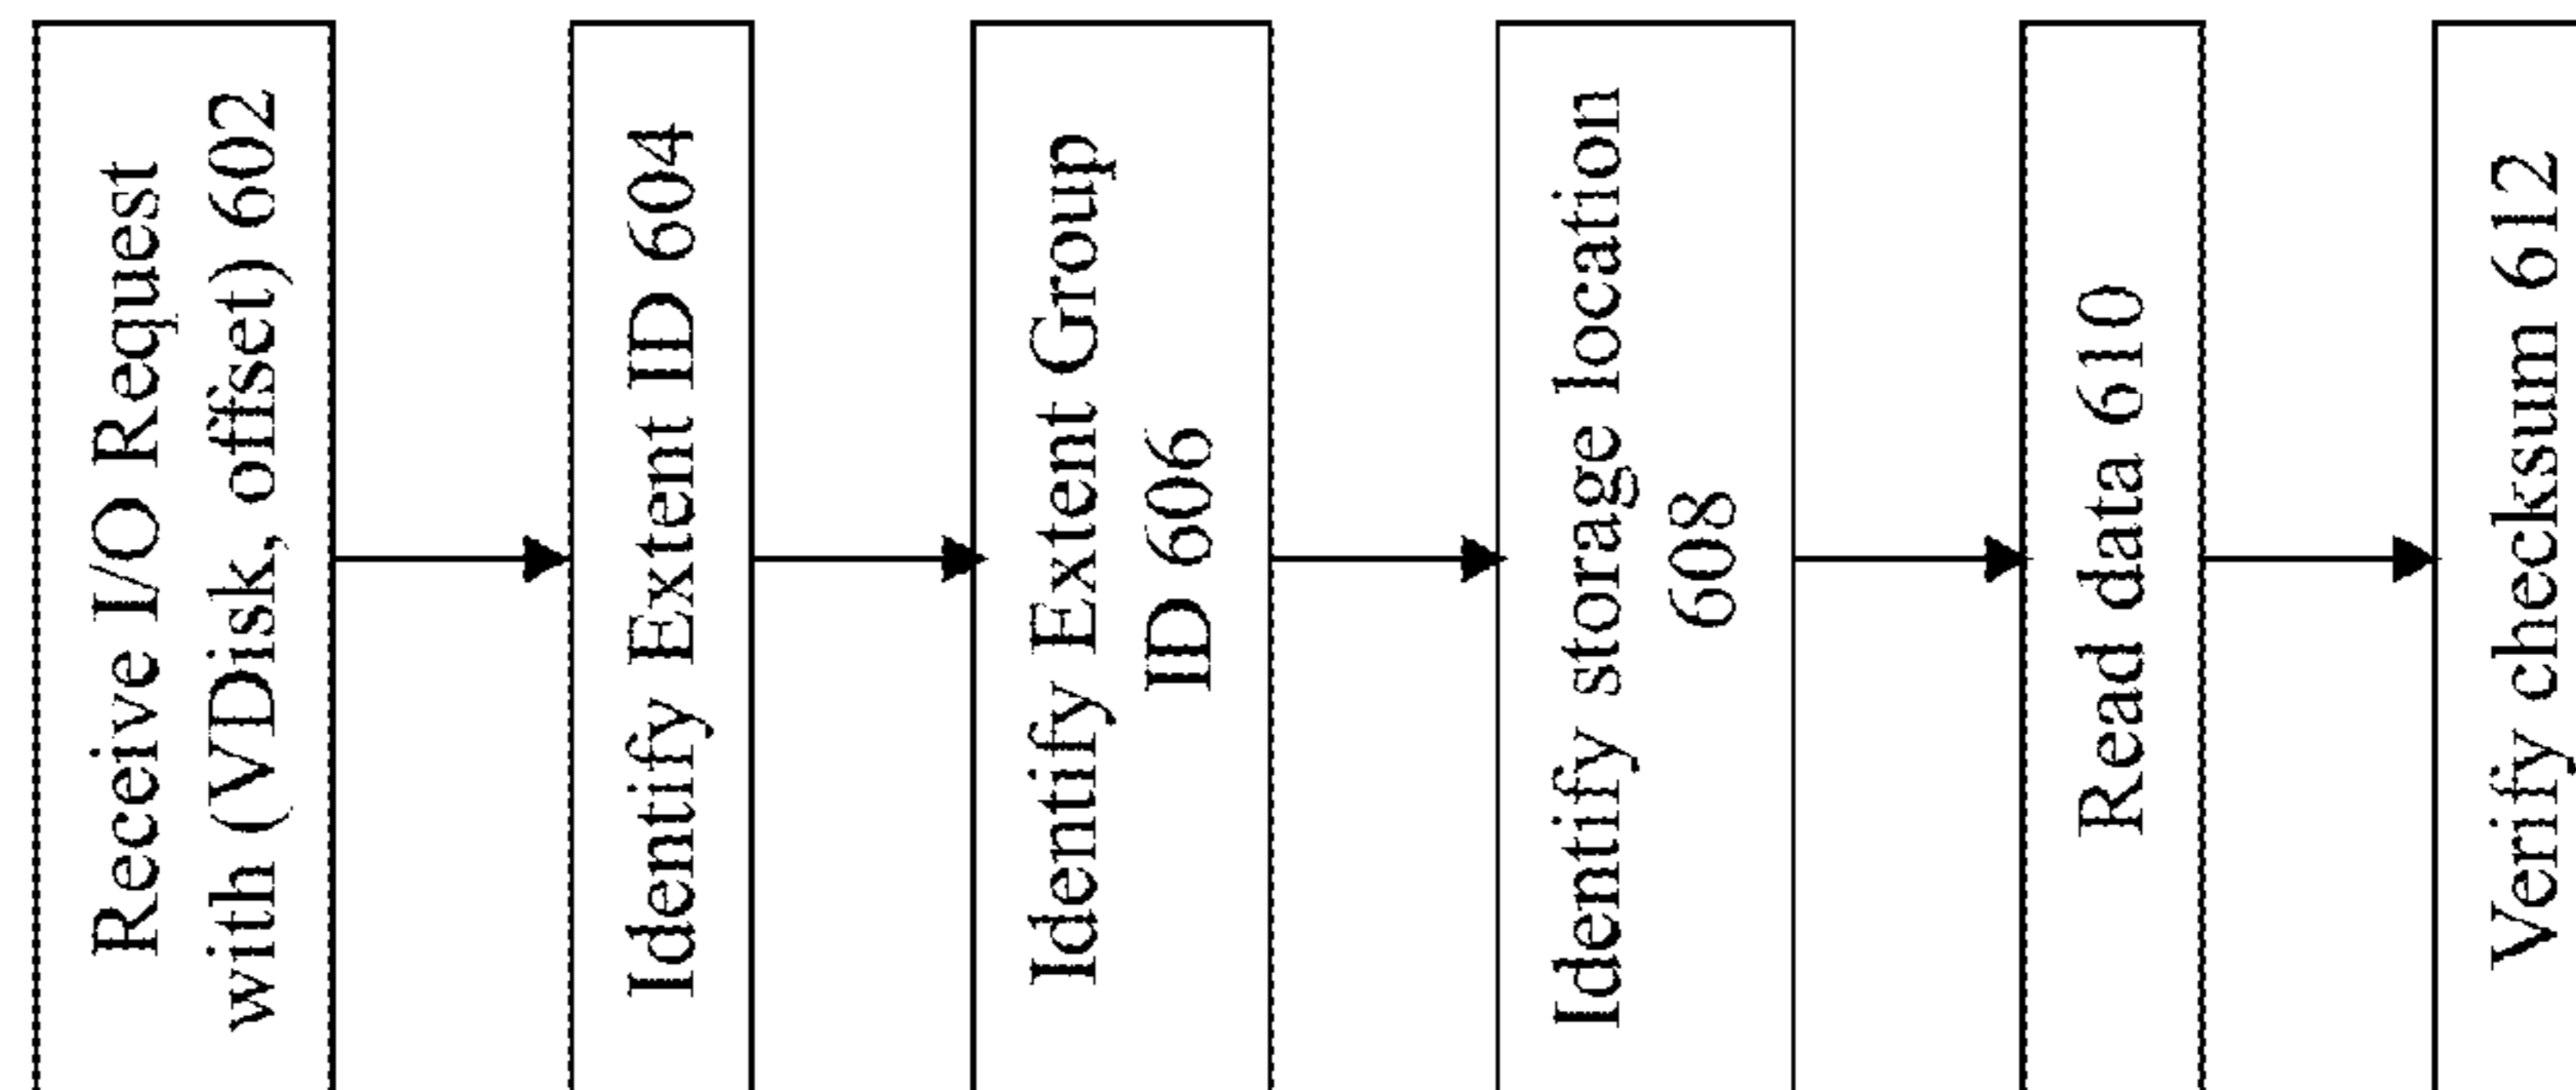 Receive I/O Request
with (VDisk, offset) 602
Identify Extent ID 604
Identify Extent Group
ID 606
Identify storage location
608
Read data 610
Verify checksum 612